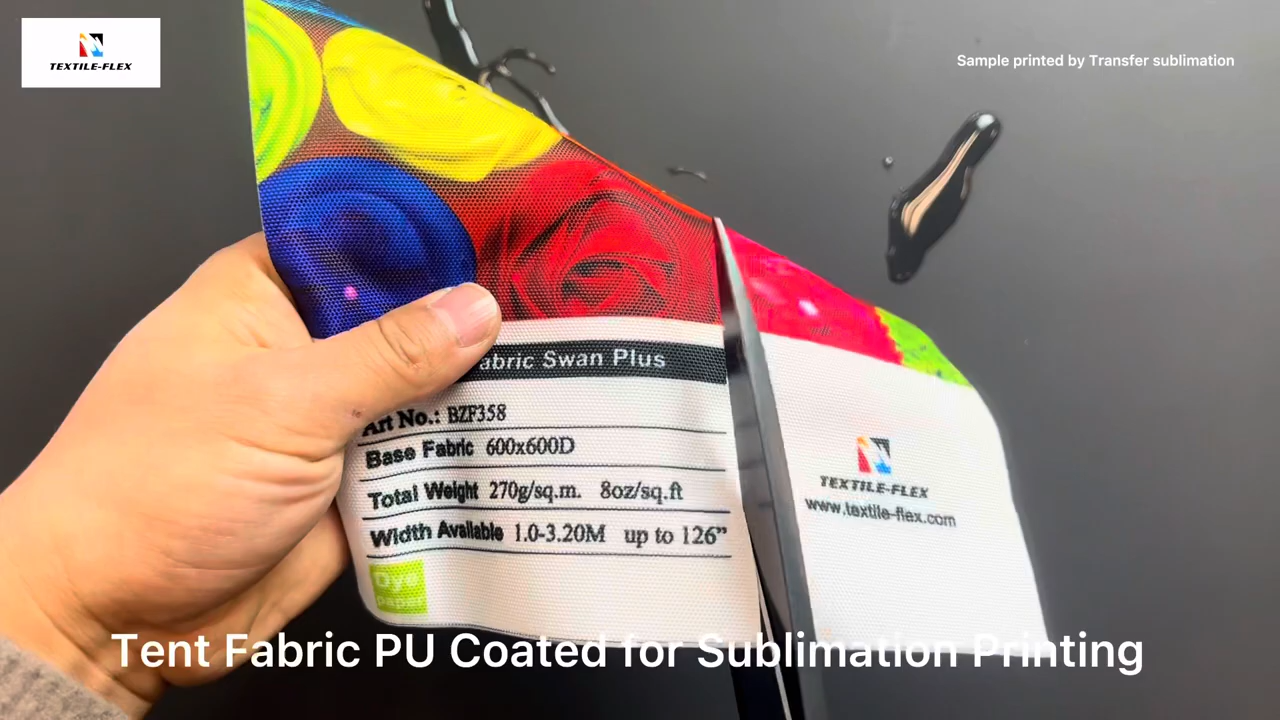 TEXTILE-FLEX
Sample printed by Transfer sublimation
abric Swan Plus
Art No.: BZF358
Base Fabric 600x600D
Total Weight 270g/sq.m. 8oz/sq.ft
Width Available 1.0-3.20M up to 126”
Dye
TEXTILE-FLEX
www.textile-flex.com
Tent Fabric PU Coated for Sublimation Printing